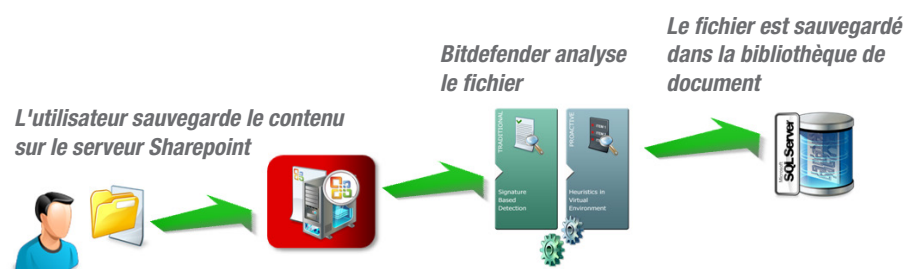 L'utilisateur sauvegarde le contenu
sur le serveur Sharepoint
Bitdefender analyse
le fichier
TRADITIONAL
Signature
Based
Detection
PROACTIVE
Heuristics in
Virtual
Environment
Le fichier est sauvegardé
dans la bibliothèque de
document
Microsoft
SQL Server